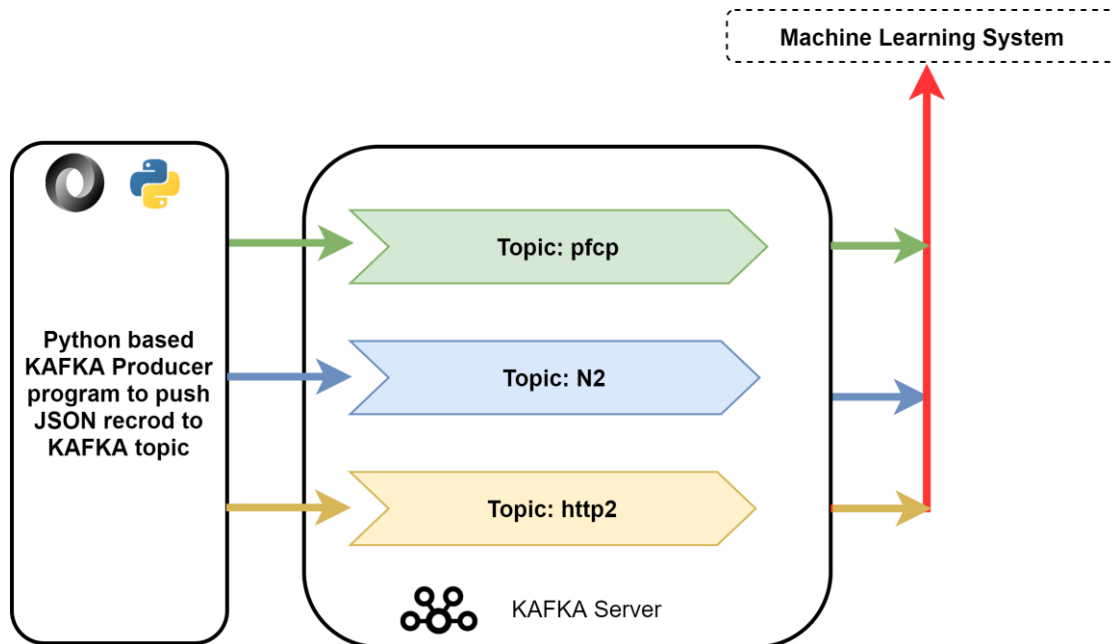 Machine Learning System
Python based
KAFKA Producer
program to push
JSON recrod to
KAFKA topic
Topic: pfcp
Topic: N2
Topic: http2
KAFKA Server